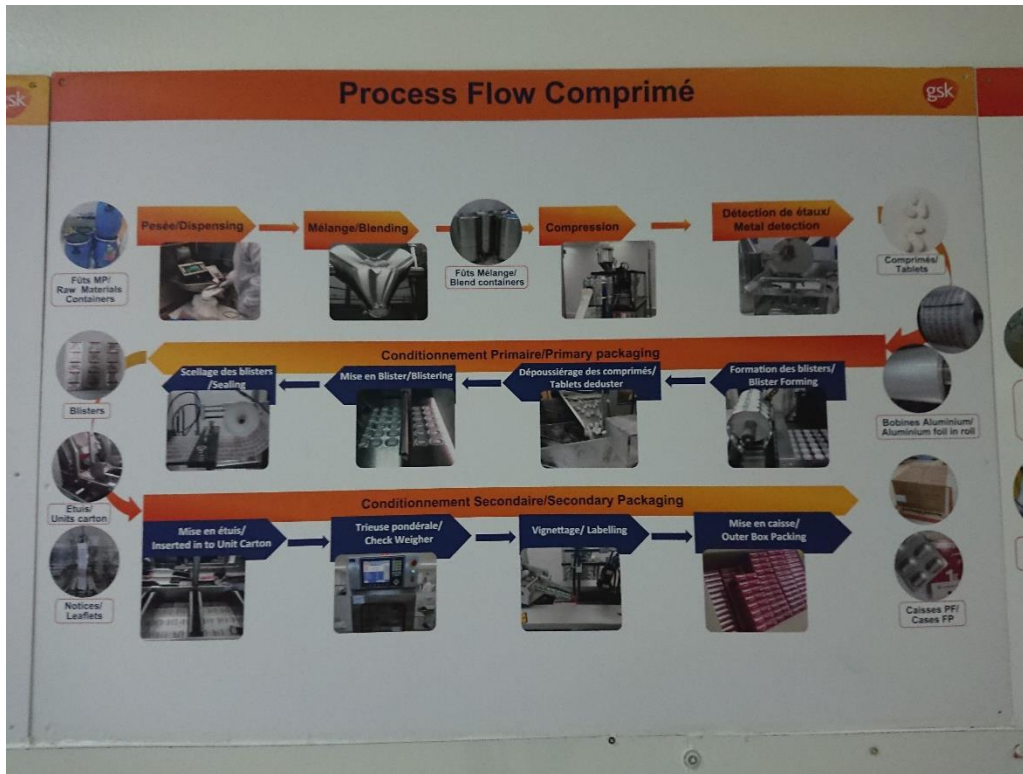 gsk
Process Flow Comprimé
gsk
Pesée/Dispensing
Mélange/Blending
Compression
Détection de étaux/
Metal detection
Fûts MP/
Raw Materials
Containers
Fûts Mélange/
Blend containers
Comprimés/
Tablets
Conditionnement Primaire/Primary packaging
Scellage des blisters
/Sealing
Mise en Blister/Blistering
Dépoussiérage des comprimés/
Tablets deduster
Formation des blisters/
Blister Forming
Blisters
Bobines Aluminium/
Aluminium foil in roll
Conditionnement Secondaire/Secondary Packaging
Etuis/
Units carton
Mise en étuis/
Inserted in to Unit Carton
Trieuse pondérale/
Check Weigher
Vignettage/ Labelling
Mise en caisse/
Outer Box Packing
Notices/
Leaflets
Caisses PF/
Cases FP